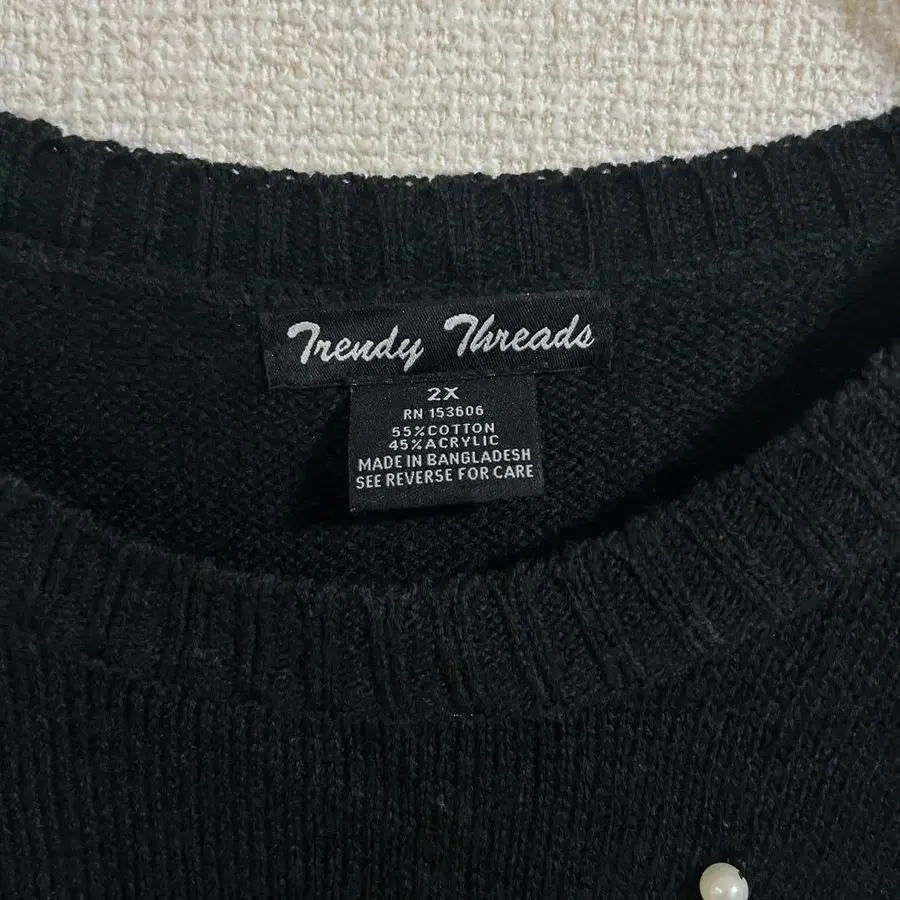 Trendy Threads
2X
RN 153606
55%COTTON
45%ACRYLIC
MADE IN BANGLADESH
SEE REVERSE FOR CARE